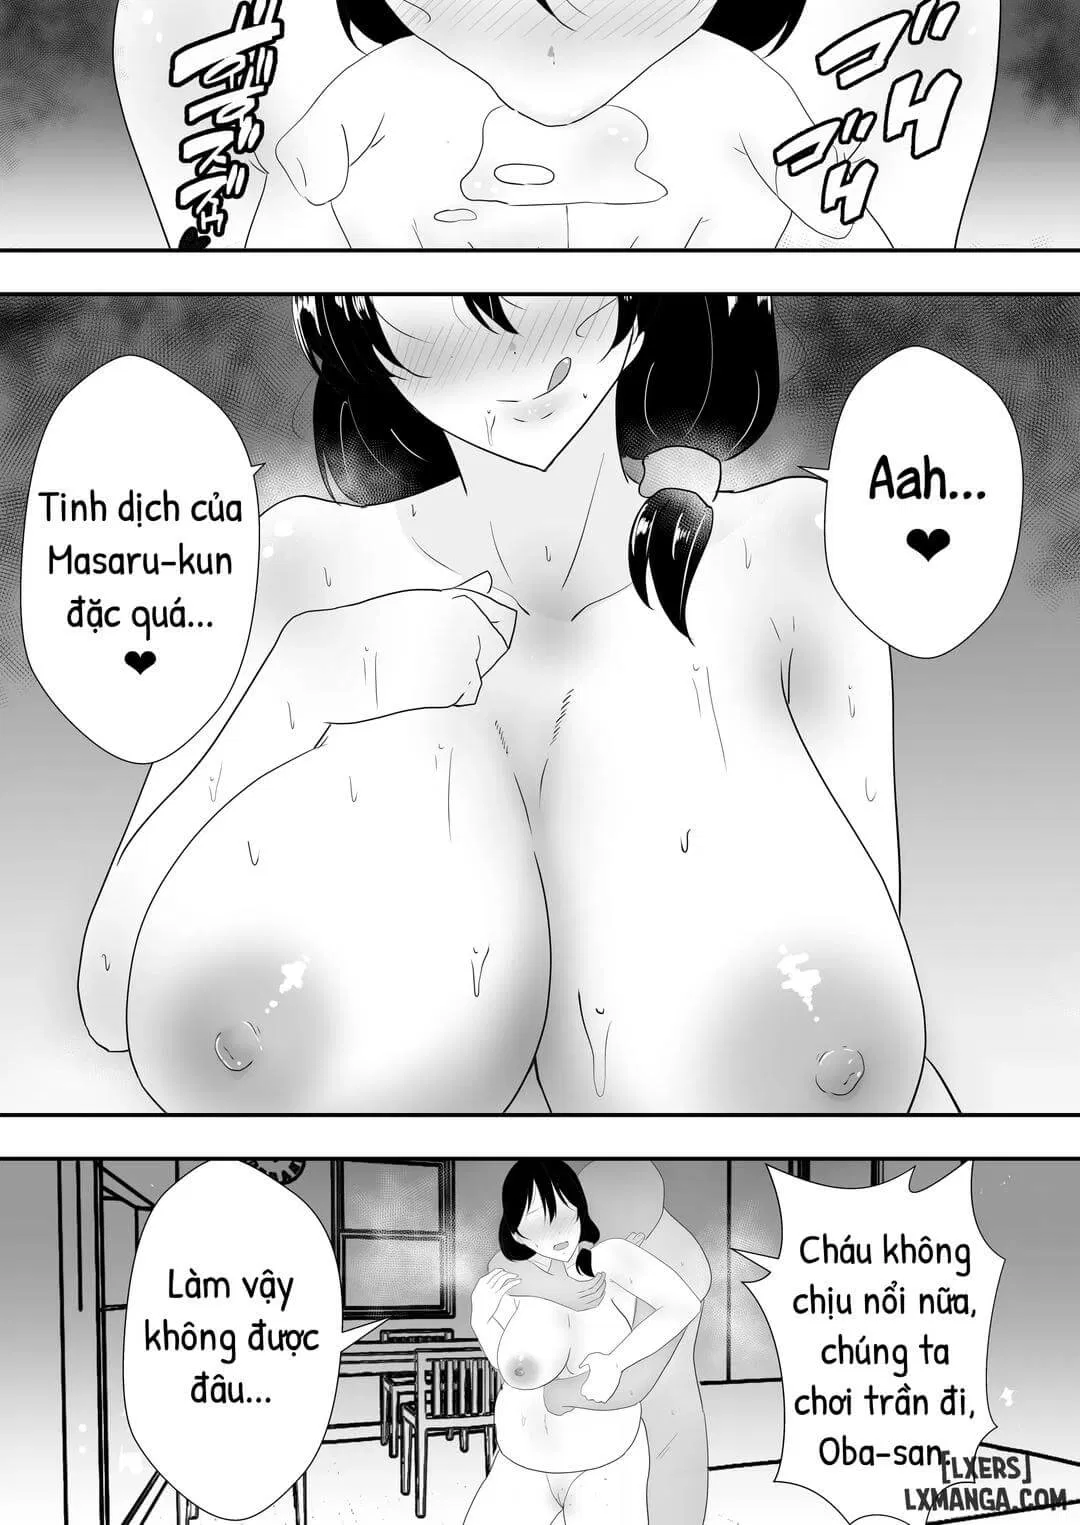 Aah...
❤
Tinh dịch của
Masaru-kun
đặc quá...
❤
Cháu không
chịu nổi nữa,
chúng ta
chơi trần đi,
Oba-san.
Làm vậy
không được
đâu...
[LXERS]
LXMANGA.COM